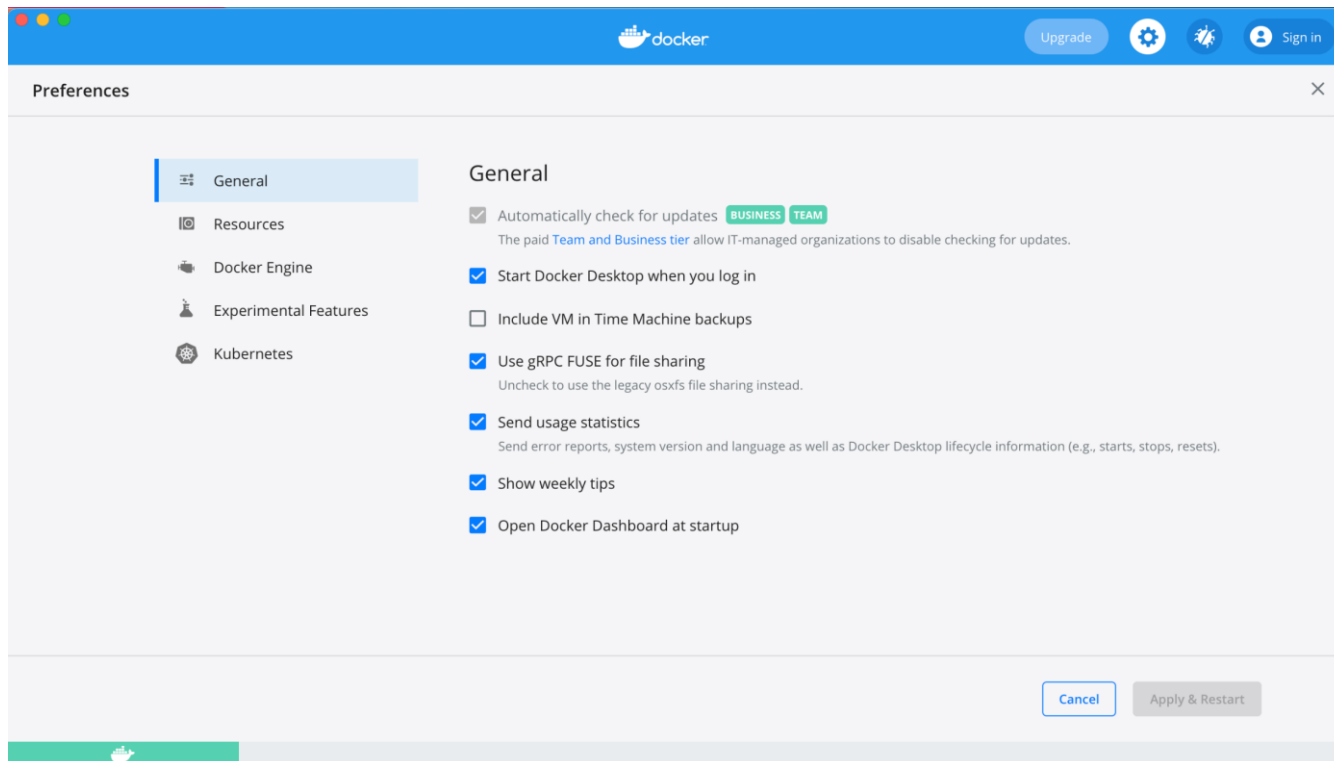 docker
Upgrade
Sign in
Preferences
General
Resources
Docker Engine
Experimental Features
Kubernetes
General
Automatically check for updates BUSINESS TEAM
The paid Team and Business tier allow IT-managed organizations to disable checking for updates.
Start Docker Desktop when you log in
Include VM in Time Machine backups
Use gRPC FUSE for file sharing
Uncheck to use the legacy osxfs file sharing instead.
Send usage statistics
Send error reports, system version and language as well as Docker Desktop lifecycle information (e.g., starts, stops, resets).
Show weekly tips
Open Docker Dashboard at startup
Cancel
Apply & Restart